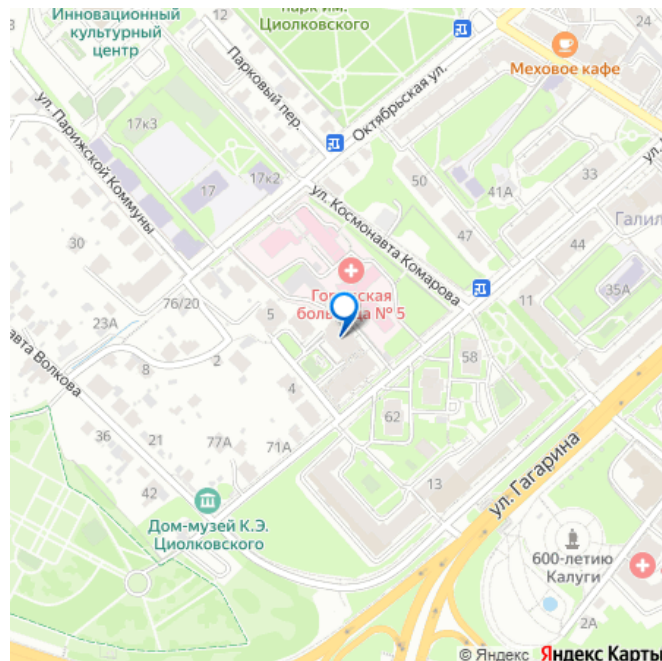 парк им.
Циолковского
Инновационный
культурный
центр
Парковый пер.
Октябрьская ул.
Меховое кафе
ул. Парижской Коммуны
17к3
17
17к2
50
41А
33
ул.
ул. Космонавта Комарова
47
44
Галил
30
Городская
больница № 5
11
35А
76/20
5
23А
58
авта Волкова
8
2
4
62
36
21
77А
71А
42
13
ул. Гагарина
Дом-музей К.Э.
Циолковского
600-летию
Калуги
2А
© Яндекс Яндекс Карты